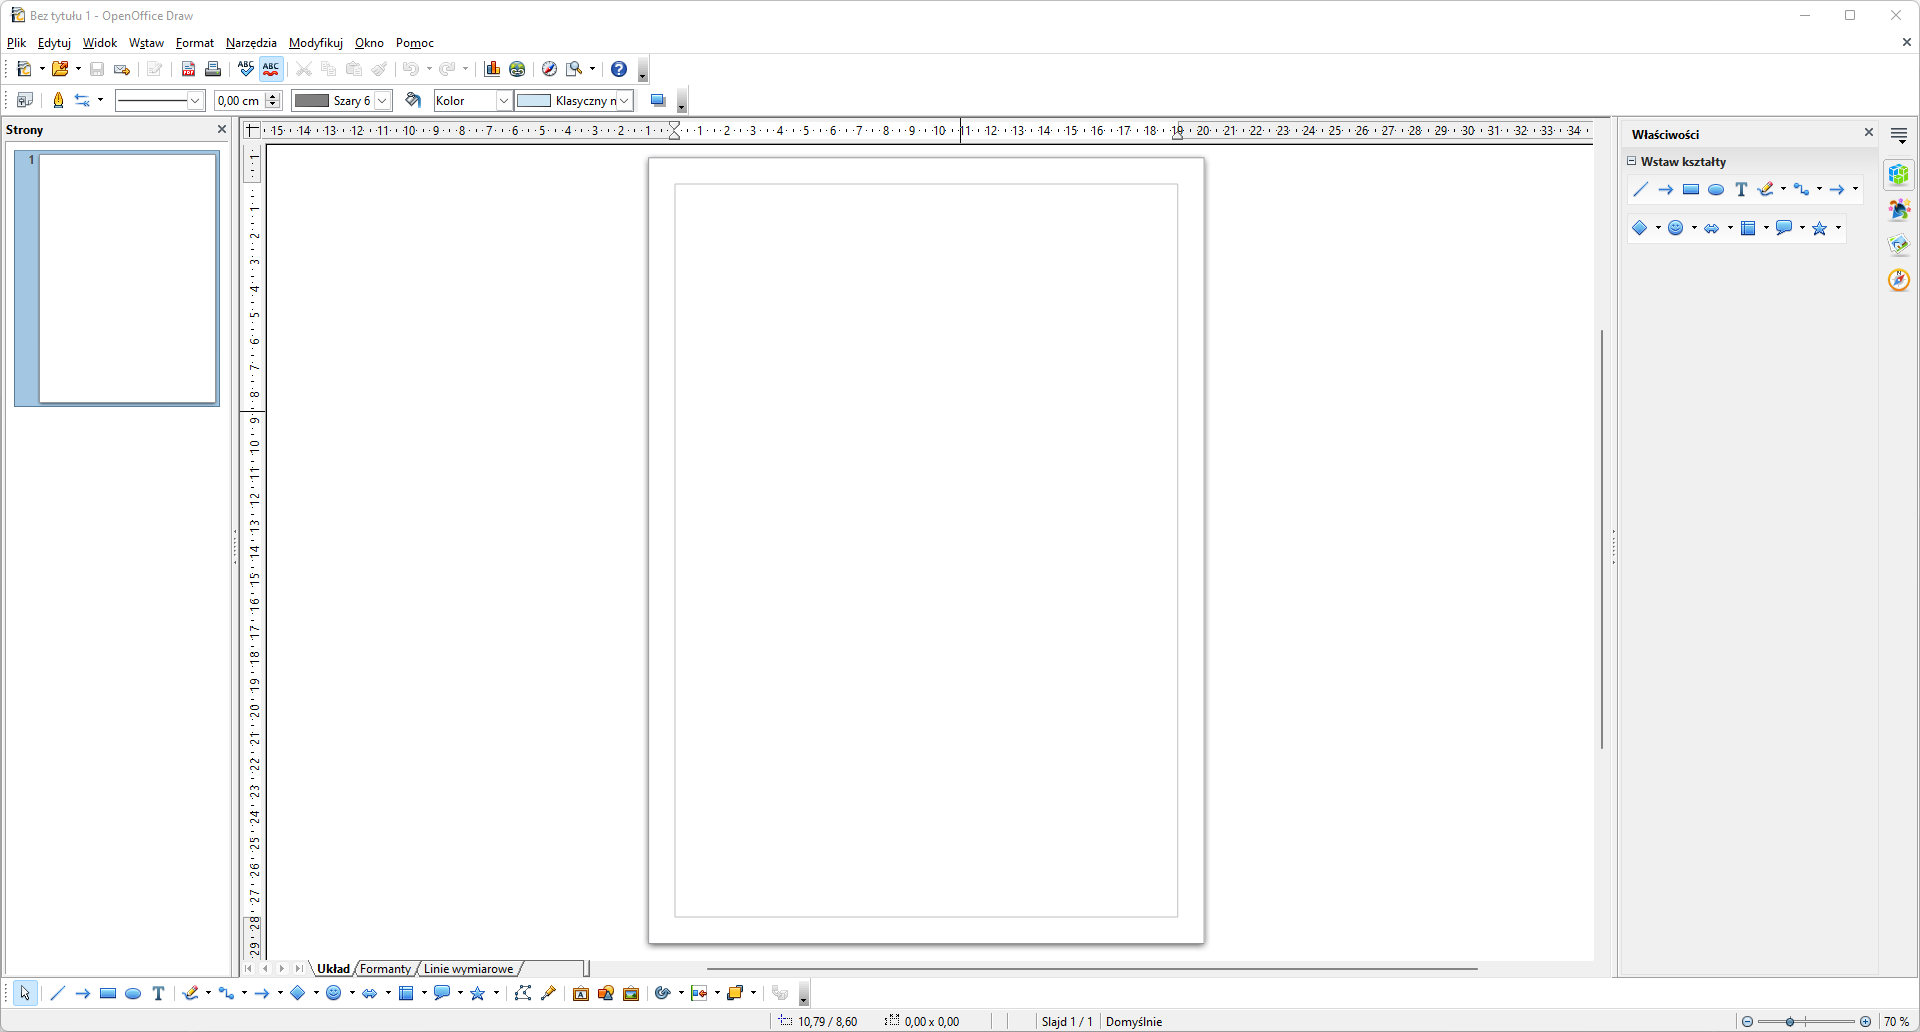 Bez tytułu 1 - OpenOffice Draw
Plik Edytuj Widok Wstaw Format Narzędzia Modyfikuj Okno Pomoc
0,00 cm Szary 6 Kolor Klasyczny n
Strony
15 14 13 12 11 10 9 8 7 6 5 4 3 2 1 1 2 3 4 5 6 7 8 9 10 11 12 13 14 15 16 17 18 19 20 21 22 23 24 25 26 27 28 29 30 31 32 33 34
Właściwości
Wstaw kształty
1
1 1 2 3 4 5 6 7 8 9 10 11 12 13 14 15 16 17 18 19 20 21 22 23 24 25 26 27 28 29
Układ Formanty Linie wymiarowe
10,79 / 8,60 0,00 x 0,00 Slajd 1 / 1 Domyślnie 70 %